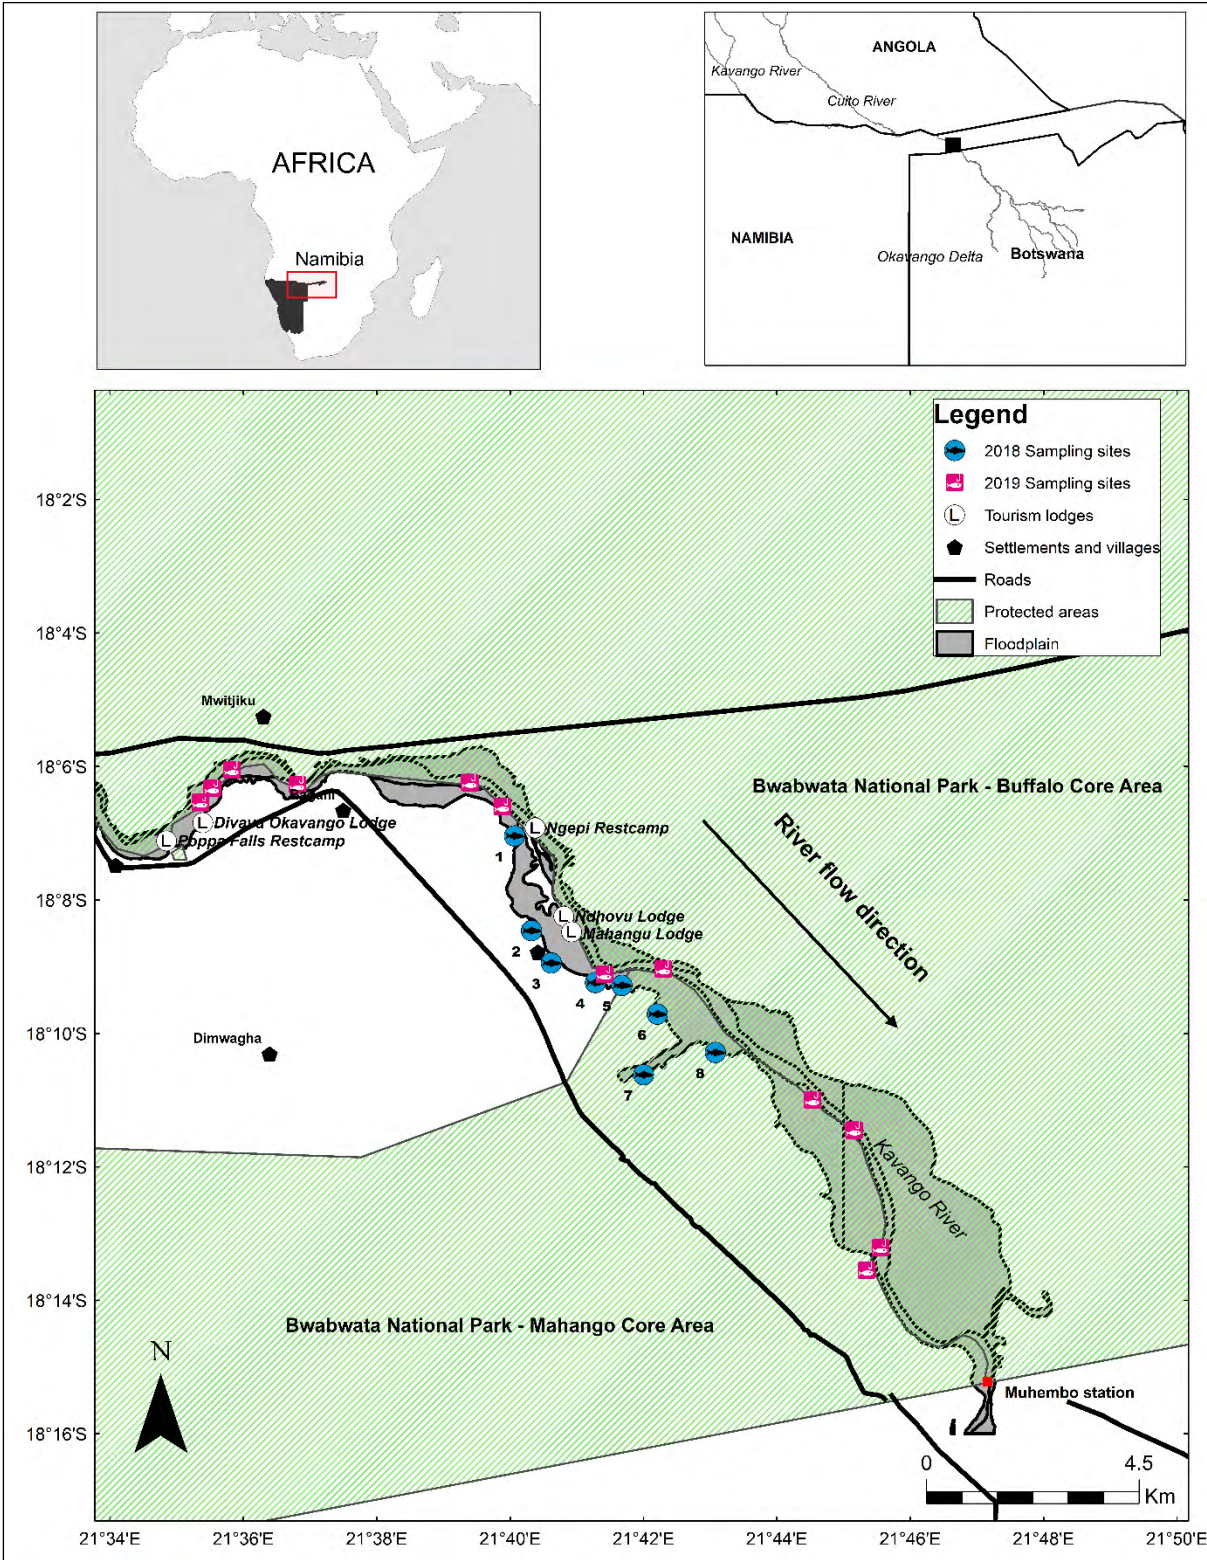 AFRICA
Namibia
ANGOLA
Kavango River
Cuito River
NAMIBIA
Okavango Delta
Botswana
Legend
2018 Sampling sites
2019 Sampling sites
L Tourism lodges
Settlements and villages
Roads
Protected areas
Floodplain
18°2'S
18°4'S
18°6'S
18°8'S
18°10'S
18°12'S
18°14'S
18°16'S
Mwitjiku
Bwabwata National Park - Buffalo Core Area
L Divava Okavango Lodge
L Poppa Falls Restcamp
L Ngepi Restcamp
1
River flow direction
L Ndhovu Lodge
L Mahangu Lodge
2
3
4
5
6
7
8
Dimwagha
Kavango River
Bwabwata National Park - Mahango Core Area
N
Muhembo station
0 4.5
Km
21°34'E 21°36'E 21°38'E 21°40'E 21°42'E 21°44'E 21°46'E 21°48'E 21°50'E